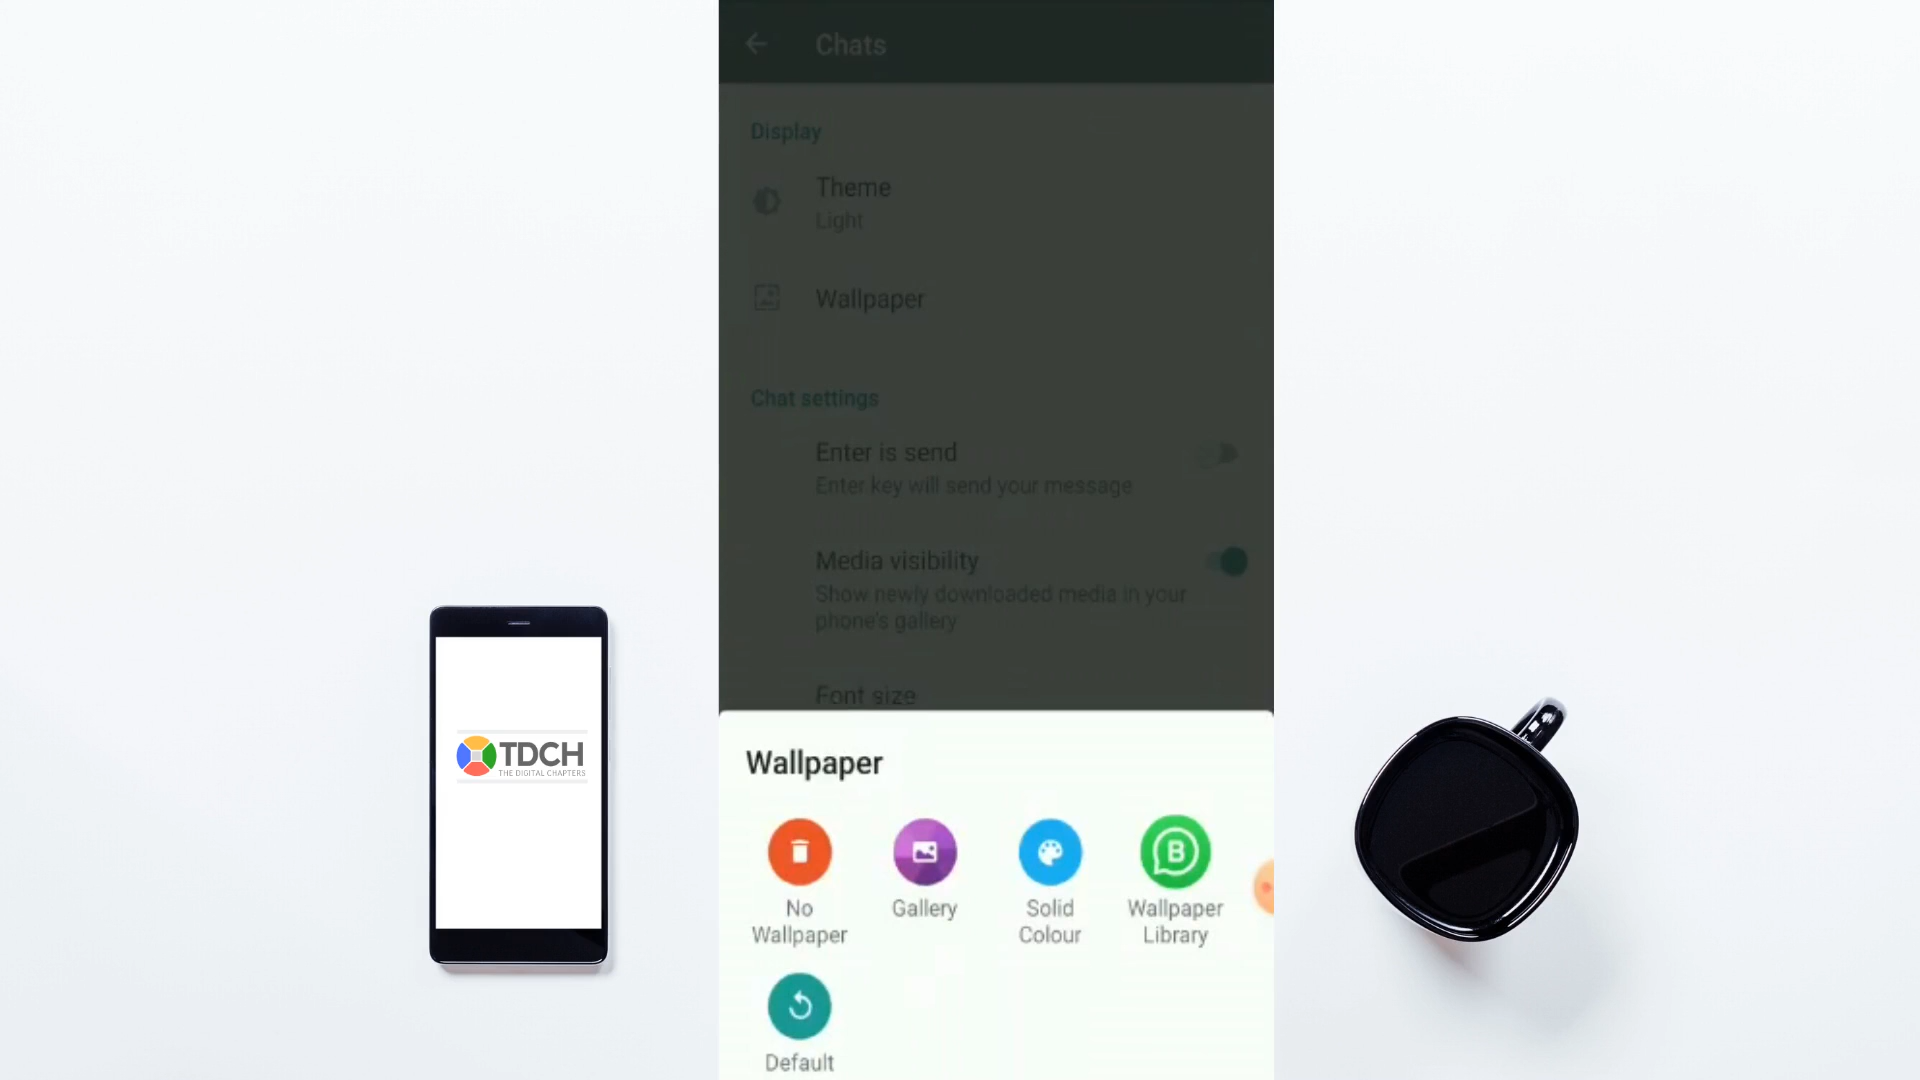 Chats
Display
Theme
Light
Wallpaper
Chat settings
Enter is send
Enter key will send your message
Media visibility
Show newly downloaded media in your
phone's gallery
Font size
TDCH
THE DIGITAL CHAPTERS
Wallpaper
No
Wallpaper
Gallery
Solid
Colour
B
Wallpaper
Library
Default